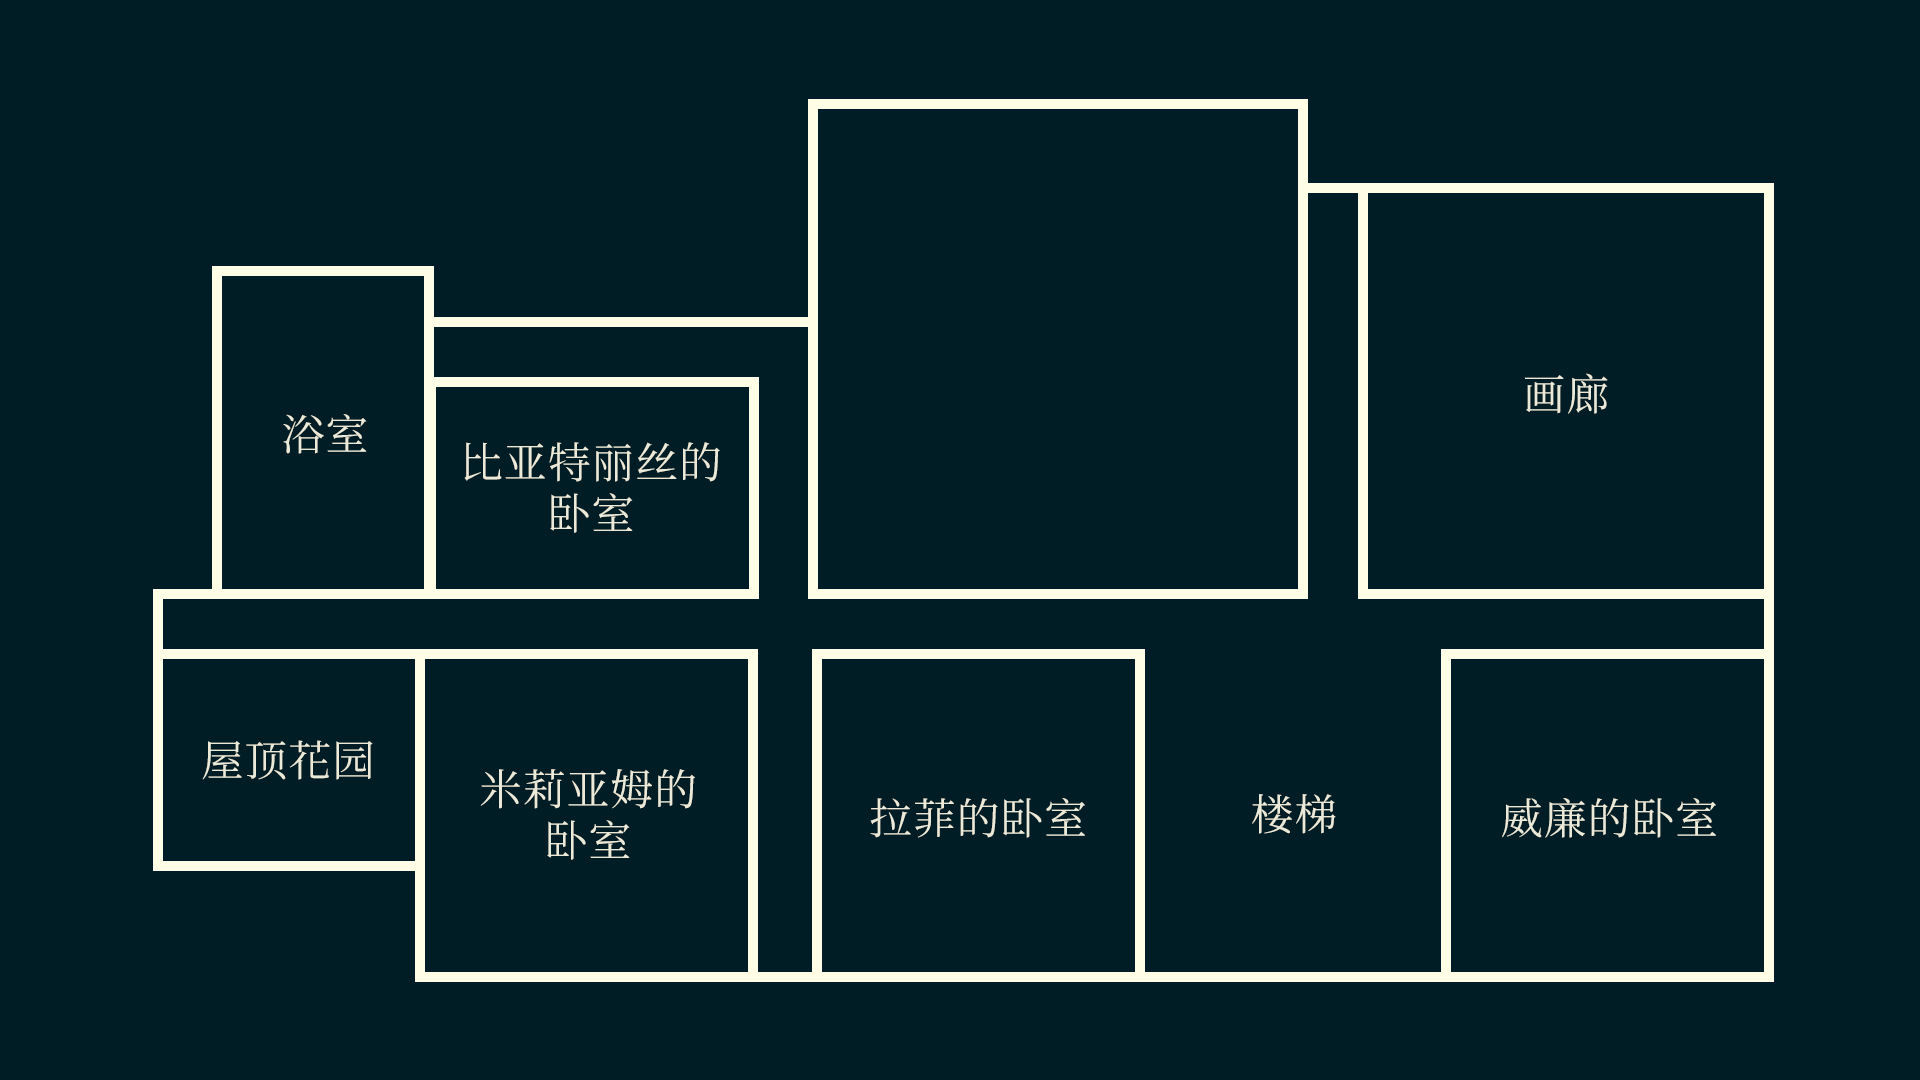 画廊
浴室
比亚特丽丝的
卧室
屋顶花园
米莉亚姆的
卧室
拉菲的卧室
楼梯
威廉的卧室